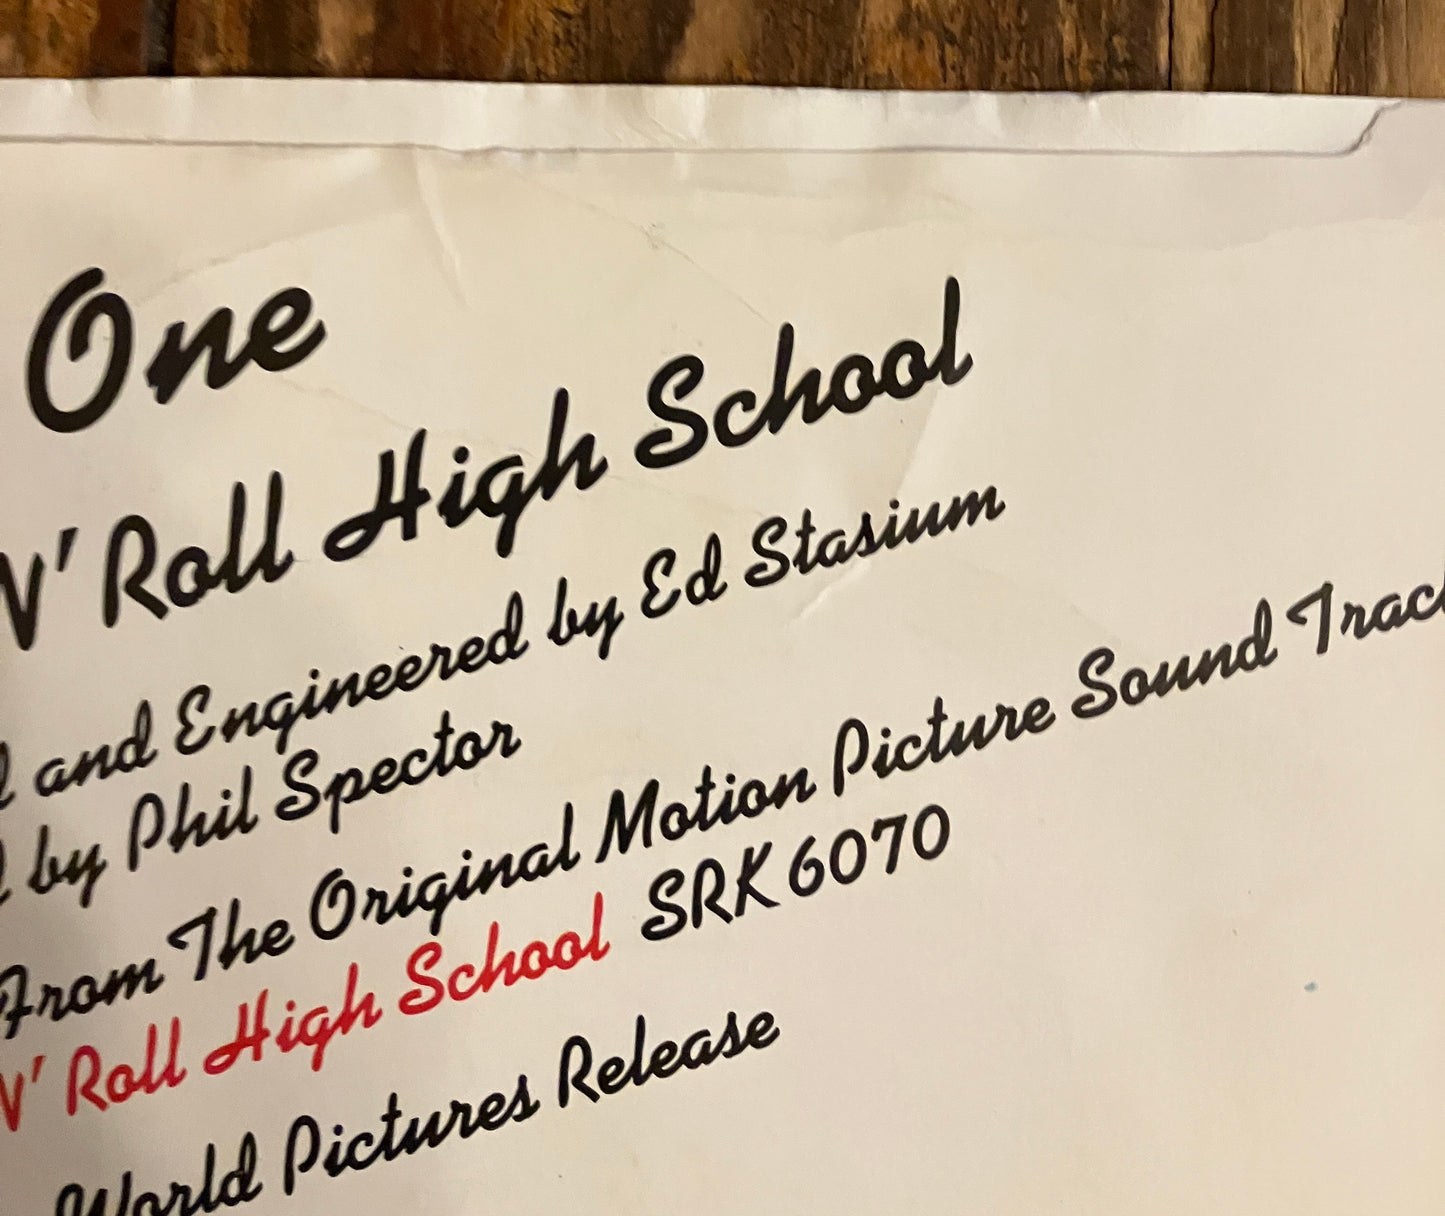 One
N' Roll High School
and Engineered by Ed Stasium
by Phil Spector
From The Original Motion Picture Sound Trac
N' Roll High School SRK 6070
World Pictures Release